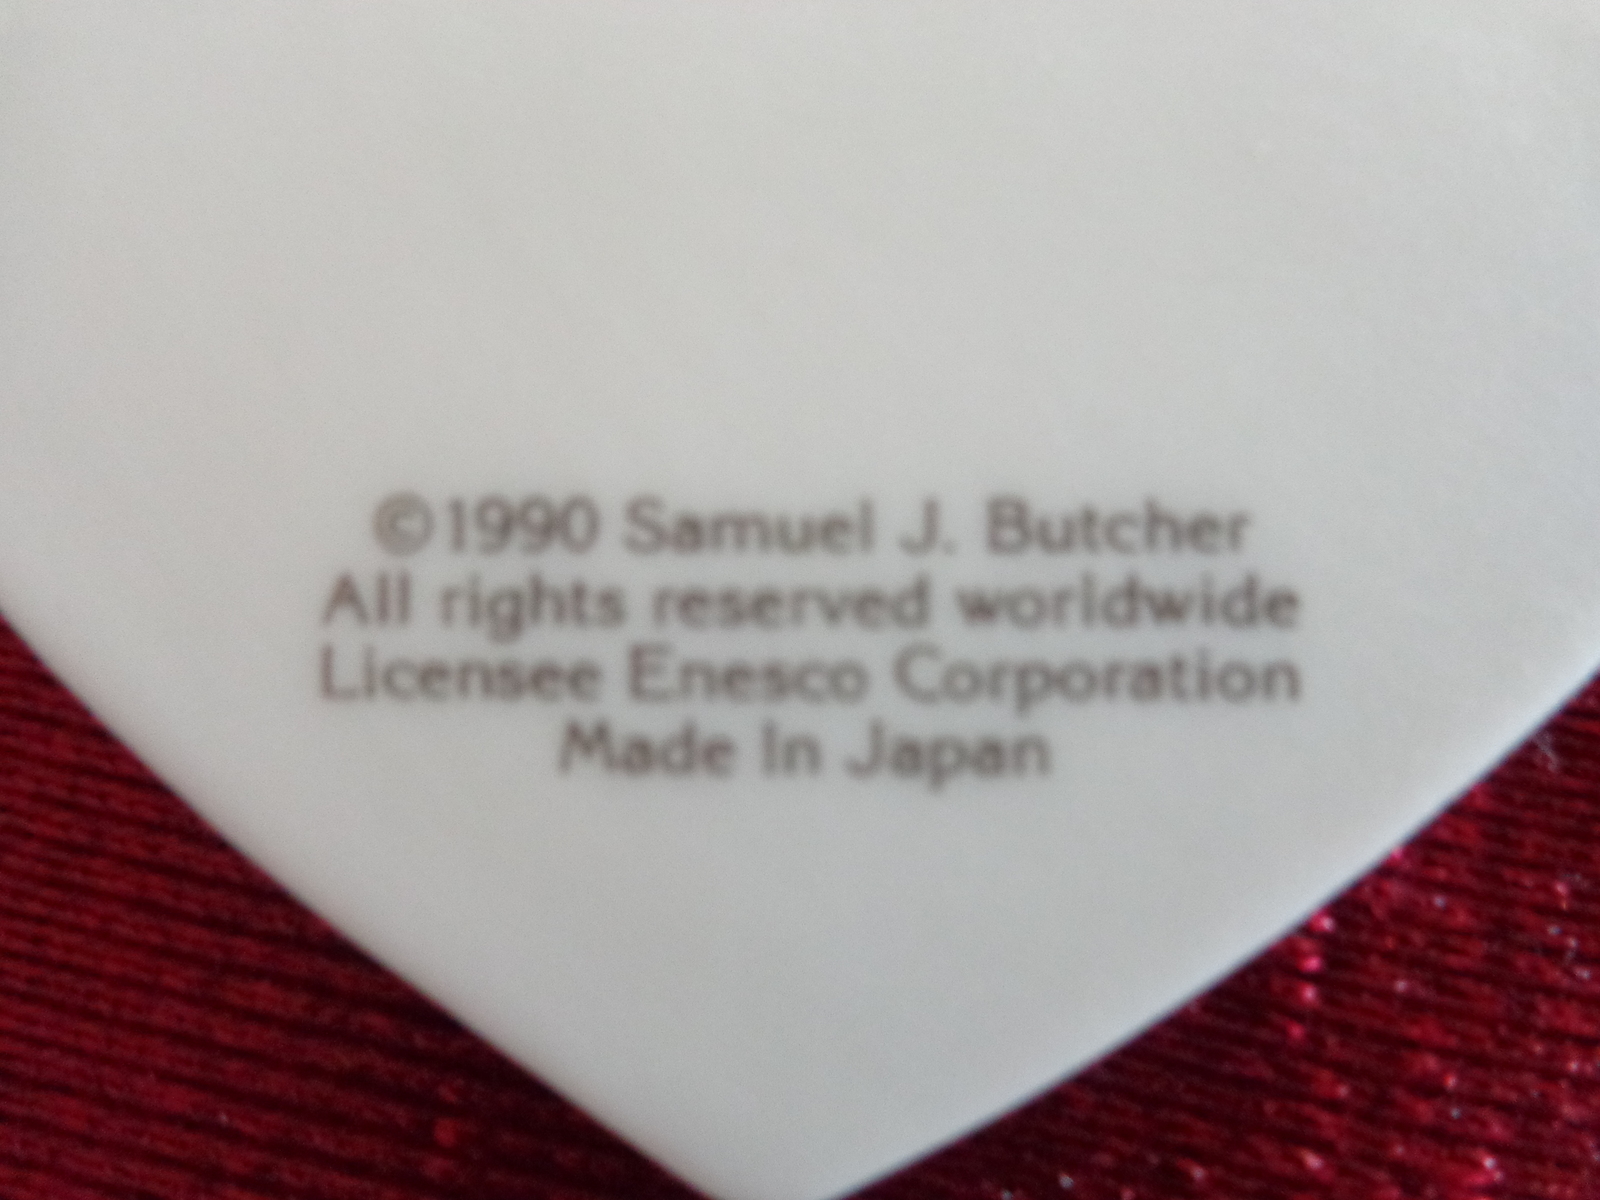 ©1990 Samuel J. Butcher
All rights reserved worldwide
Licensee Enesco Corporation
Made In Japan